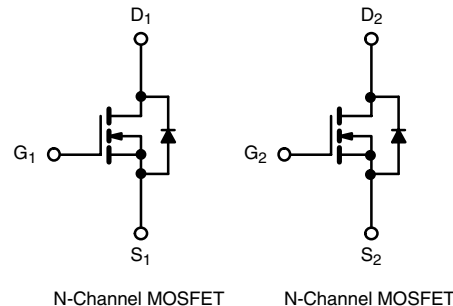 D1 D2
G1 G2
S1 S2
N-Channel MOSFET N-Channel MOSFET